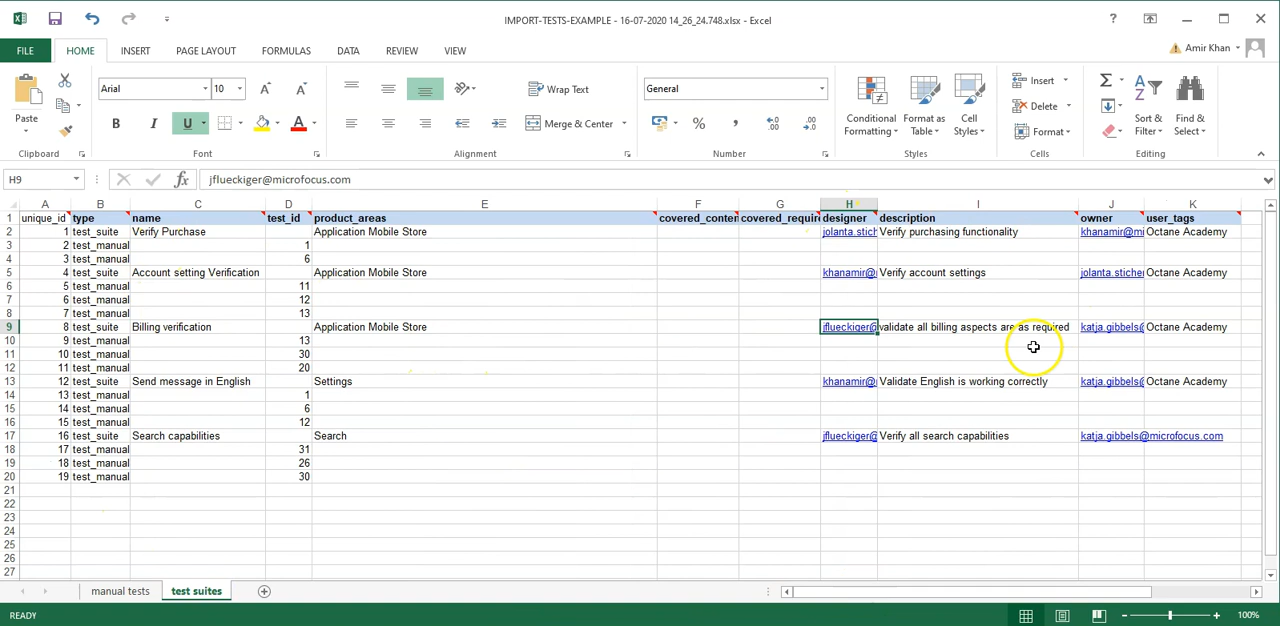 IMPORT-TESTS-EXAMPLE - 16-07-2020 14_26_24.748.xlsx - Excel
FILE HOME INSERT PAGE LAYOUT FORMULAS DATA REVIEW VIEW Amir Khan
Arial 10 Wrap Text General Insert
Paste B I U Merge & Center % Conditional Formatting Format as Table Cell Styles Delete Sort & Filter Find & Select
Format
Clipboard Font Alignment Number Styles Cells Editing
H9 fx jflueckiger@microfocus.com
A B C D E F G H I J K
1 unique_id type name test_id product_areas covered_conten covered_require designer description owner user_tags
2 1 test_suite Verify Purchase Application Mobile Store jolanta.stich Verify purchasing functionality khanamir@mi Octane Academy
3 2 test_manual 1
4 3 test_manual 6
5 4 test_suite Account setting Verification Application Mobile Store khanamir@ Verify account settings jolanta.sticher Octane Academy
6 5 test_manual 11
7 6 test_manual 12
8 7 test_manual 13
9 8 test_suite Billing verification Application Mobile Store jflueckiger@ validate all billing aspects are as required katja.gibbels@ Octane Academy
10 9 test_manual 13
11 10 test_manual 30
12 11 test_manual 20
13 12 test_suite Send message in English Settings khanamir@ Validate English is working correctly katja.gibbels@ Octane Academy
14 13 test_manual 1
15 14 test_manual 6
16 15 test_manual 12
17 16 test_suite Search capabilities Search jflueckiger@ Verify all search capabilities katja.gibbels@microfocus.com
18 17 test_manual 31
19 18 test_manual 26
20 19 test_manual 30
21
22
23
24
25
26
27
manual tests test suites
READY 100%